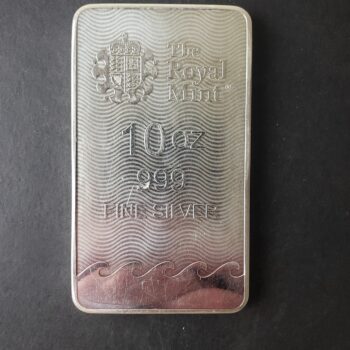 The
Royal
Mint
10 oz
999
FINE SILVER